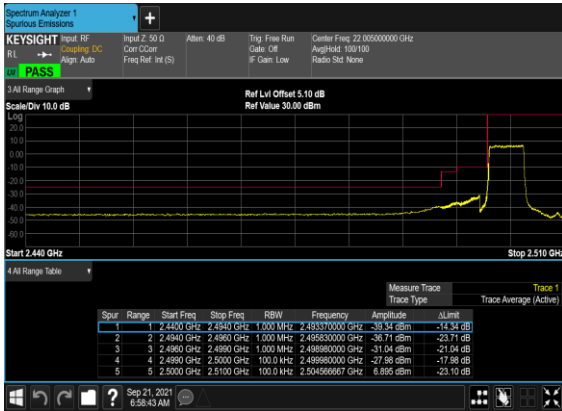 Spectrum Analyzer 1
Spurious Emissions
+
KEYSIGHT Input: RF Input Z: 50 Ω Atten: 40 dB Trig: Free Run Center Freq: 22.005000000 GHz
RL Coupling: DC Corr CCorr Gate: Off Avg|Hold: 100/100
Align: Auto Freq Ref: Int (S) IF Gain: Low Radio Std: None
PASS
3 All Range Graph
Ref Lvl Offset 5.10 dB
Scale/Div 10.0 dB Ref Value 30.00 dBm
Log
20.0
10.0
0.00
-10.0
-20.0
-30.0
-40.0
-50.0
-60.0
Start 2.440 GHz Stop 2.510 GHz
4 All Range Table
Measure Trace Trace 1
Trace Type Trace Average (Active)
Spur Range Start Freq Stop Freq RBW Frequency Amplitude ΔLimit
1 1 2.4400 GHz 2.4940 GHz 1.000 MHz 2.493370000 GHz -39.34 dBm -14.34 dB
2 2 2.4940 GHz 2.4960 GHz 1.000 MHz 2.495830000 GHz -36.71 dBm -23.71 dB
3 3 2.4960 GHz 2.4990 GHz 1.000 MHz 2.498980000 GHz -31.04 dBm -21.04 dB
4 4 2.4990 GHz 2.5000 GHz 100.0 kHz 2.499980000 GHz -27.98 dBm -17.98 dB
5 5 2.5000 GHz 2.5100 GHz 100.0 kHz 2.504566667 GHz 6.895 dBm -23.10 dB
? Sep 21, 2021
6:58:43 AM